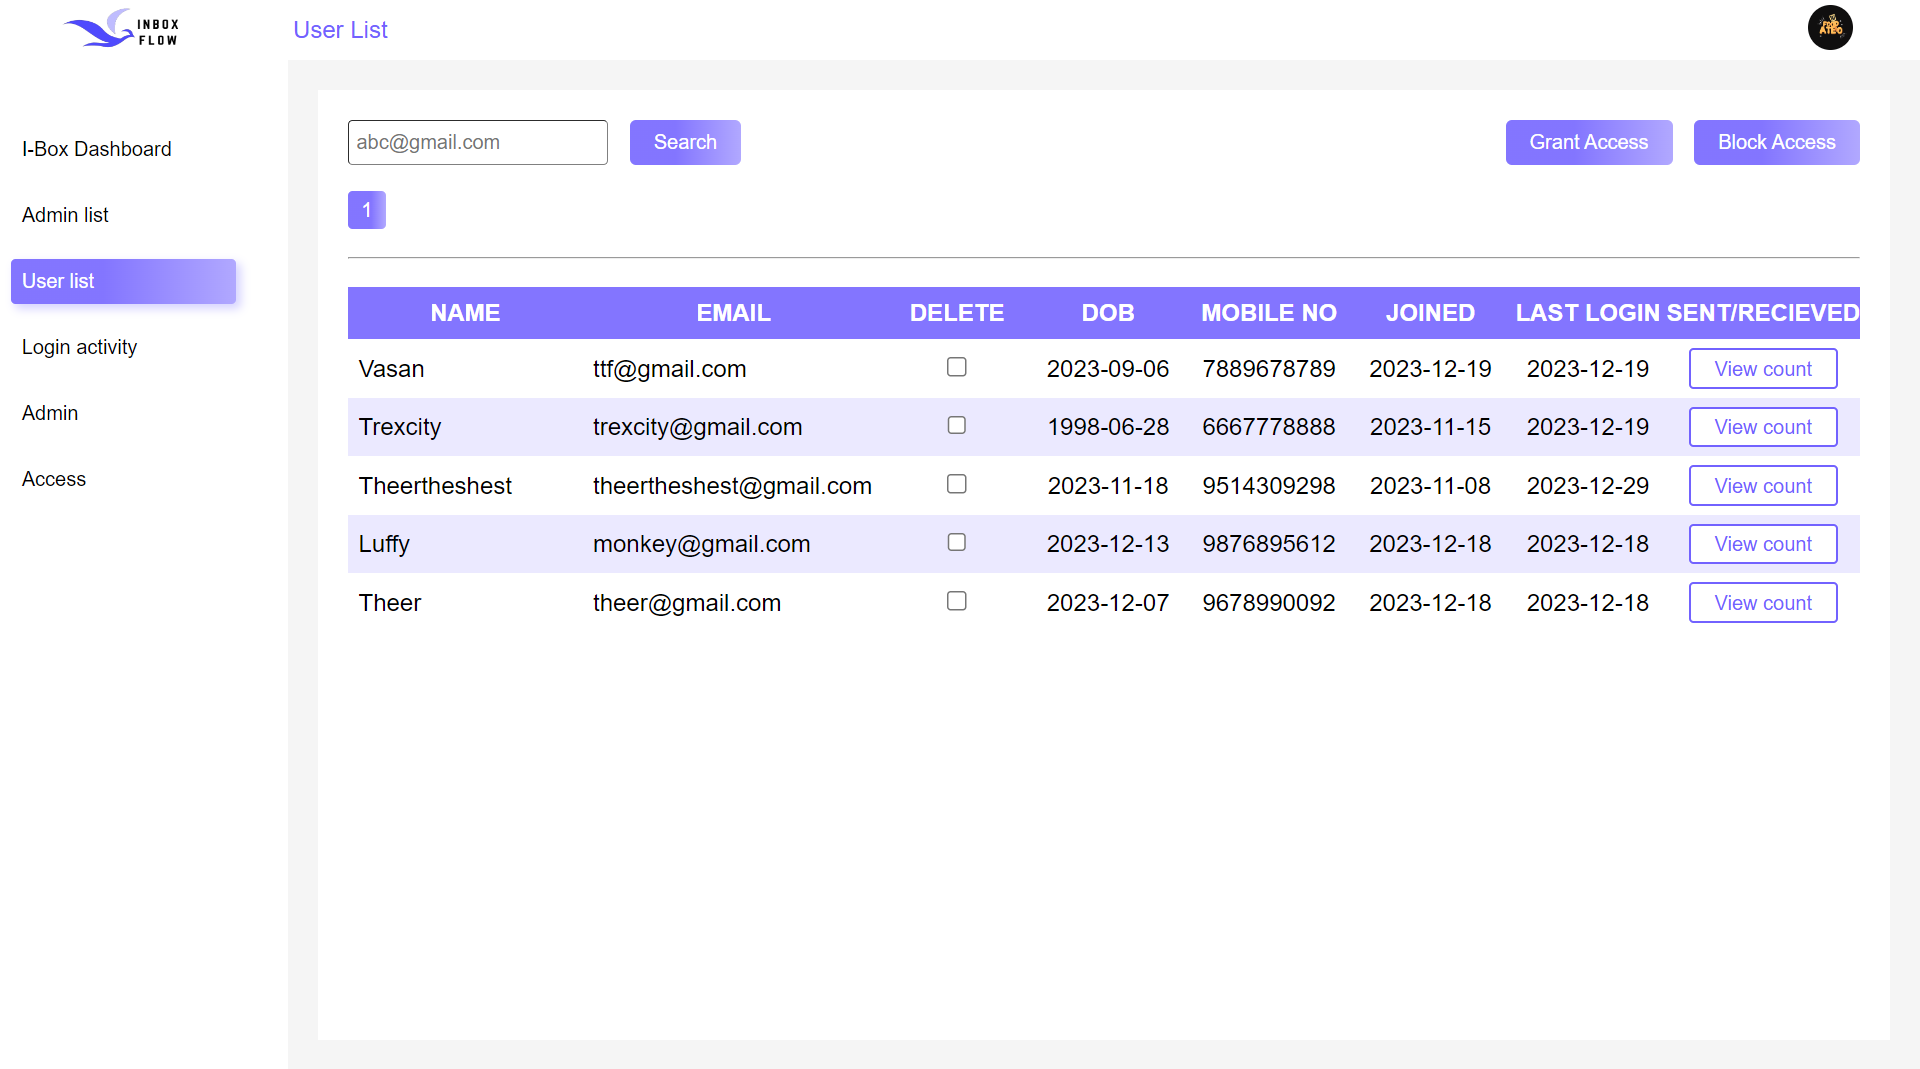 INBOX
FLOW
User List
FOOD
ATEO
I-Box Dashboard
Admin list
User list
Login activity
Admin
Access
abc@gmail.com Search Grant Access Block Access
1
NAME EMAIL DELETE DOB MOBILE NO JOINED LAST LOGIN SENT/RECIEVED
Vasan ttf@gmail.com 2023-09-06 7889678789 2023-12-19 2023-12-19 View count
Trexcity trexcity@gmail.com 1998-06-28 6667778888 2023-11-15 2023-12-19 View count
Theertheshest theertheshest@gmail.com 2023-11-18 9514309298 2023-11-08 2023-12-29 View count
Luffy monkey@gmail.com 2023-12-13 9876895612 2023-12-18 2023-12-18 View count
Theer theer@gmail.com 2023-12-07 9678990092 2023-12-18 2023-12-18 View count